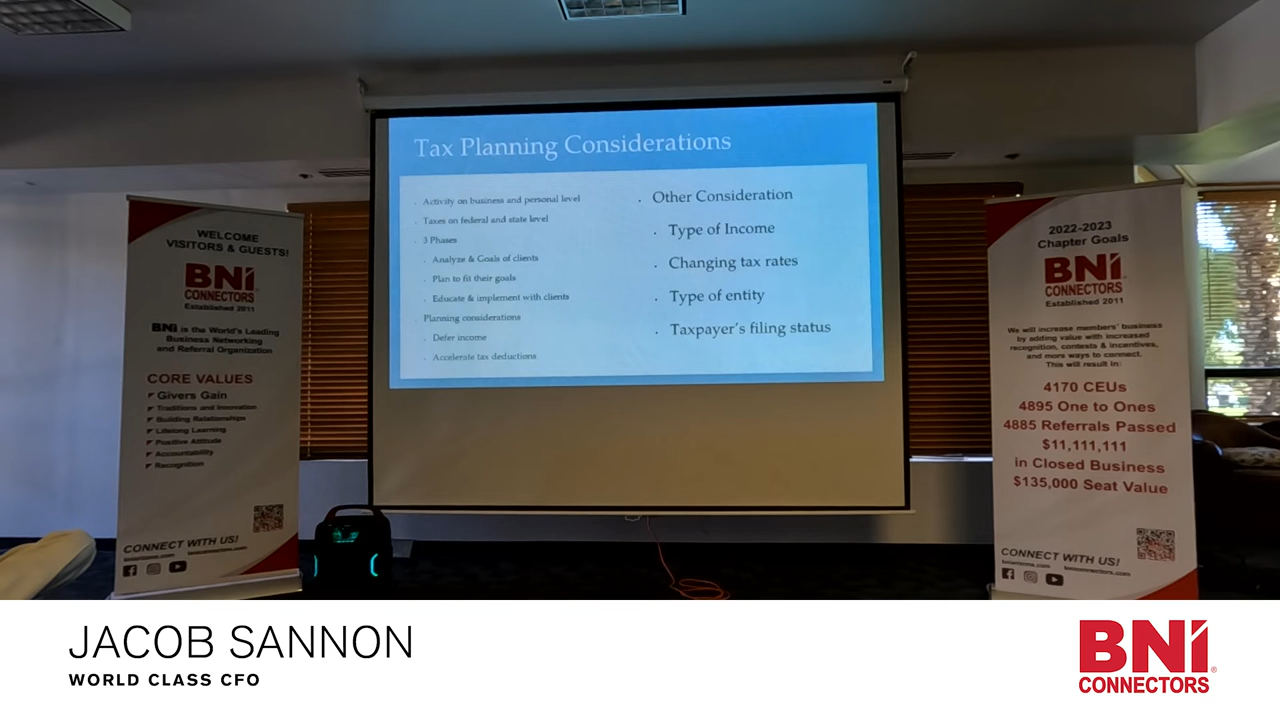 Tax Planning Considerations
Activity on business and personal level
Taxes on federal and state level
3 Phases
Analyze & Goals of clients
Plan to fit their goals
Educate & implement with clients
Planning considerations
Defer income
Accelerate tax deductions
Other Consideration
Type of Income
Changing tax rates
Type of entity
Taxpayer's filing status
WELCOME
VISITORS & GUESTS!
BNI
CONNECTORS
Established 2011
BNI is the World's Leading
Business Networking
and Referral Organization
CORE VALUES
Givers Gain
Traditions and Innovation
Building Relationships
Lifelong Learning
Positive Attitude
Accountability
Recognition
CONNECT WITH US!
2022-2023
Chapter Goals
BNI
CONNECTORS
Established 2011
We will increase members' business
by adding value with increased
recognition, contests & incentives,
and more ways to connect.
This will result in:
4170 CEUs
4895 One to Ones
4885 Referrals Passed
$11,111,111
in Closed Business
$135,000 Seat Value
CONNECT WITH US!
JACOB SANNON
WORLD CLASS CFO
BNI®
CONNECTORS